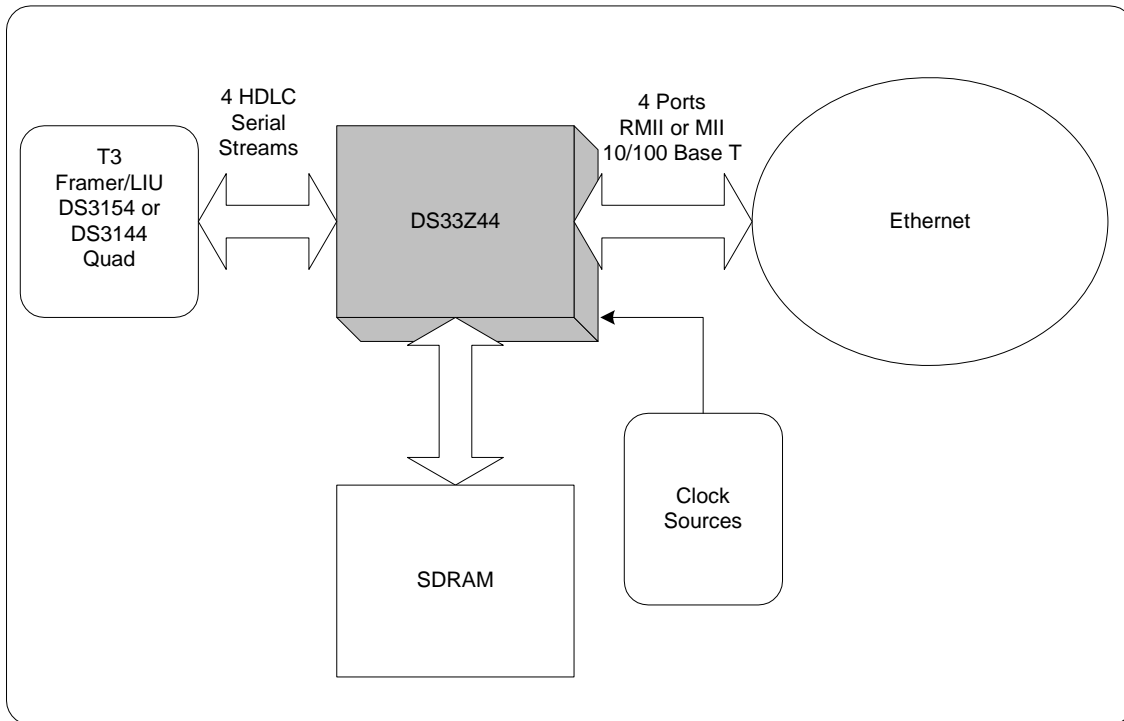 4 HDLC
Serial
Streams
4 Ports
RMII or MII
10/100 Base T
T3
Framer/LIU
DS3154 or
DS3144
Quad
DS33Z44
Ethernet
Clock
Sources
SDRAM